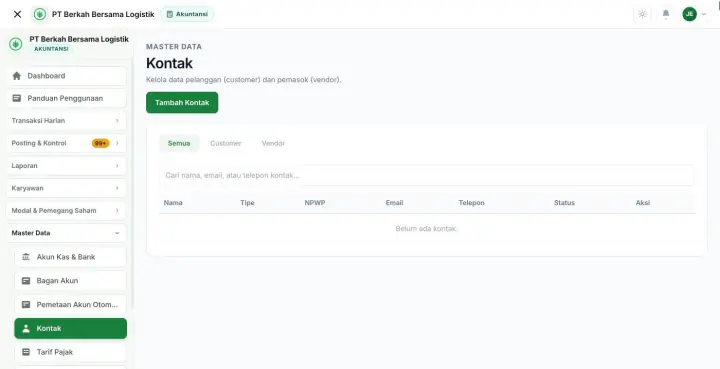 PT Berkah Bersama Logistik
Akuntansi
JE
PT Berkah Bersama Logistik
AKUNTANSI
Dashboard
Panduan Penggunaan
Transaksi Harian
Posting & Kontrol 99+
Laporan
Karyawan
Modal & Pemegang Saham
Master Data
Akun Kas & Bank
Bagan Akun
Pemetaan Akun Otom...
Kontak
Tarif Pajak
MASTER DATA
Kontak
Kelola data pelanggan (customer) dan pemasok (vendor).
Tambah Kontak
Semua Customer Vendor
Cari nama, email, atau telepon kontak...
Nama Tipe NPWP Email Telepon Status Aksi
Belum ada kontak.